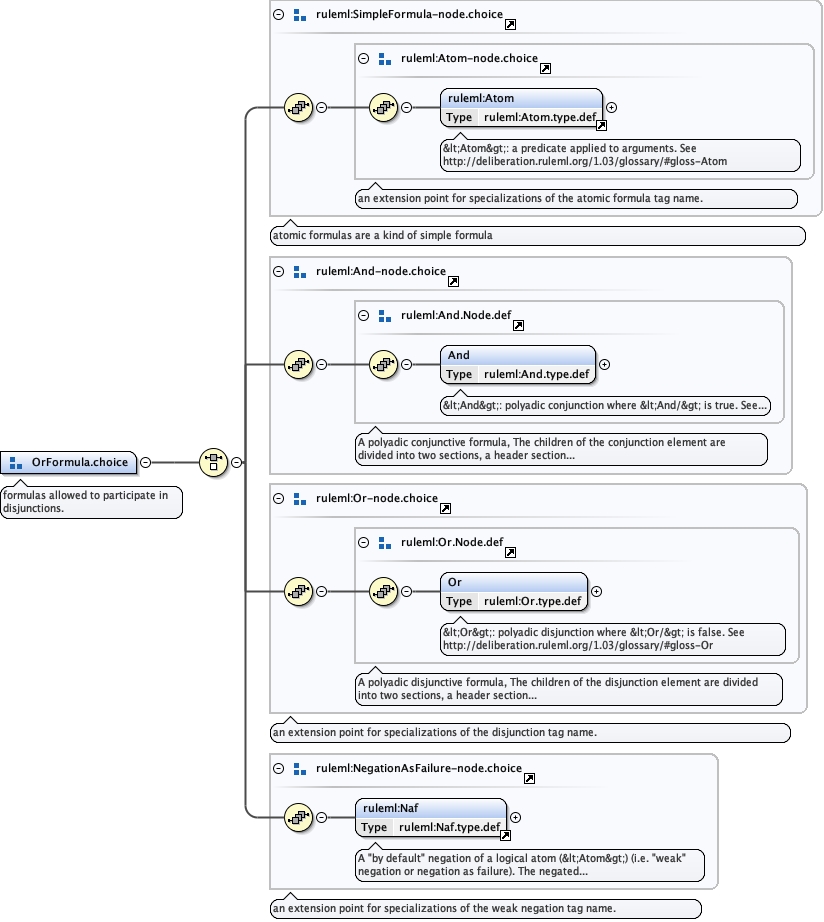 ruleml:SimpleFormula-node.choice
ruleml:Atom-node.choice
ruleml:Atom
Type ruleml:Atom.type.def
&lt;Atom&gt;: a predicate applied to arguments. See
http://deliberation.ruleml.org/1.03/glossary/#gloss-Atom
an extension point for specializations of the atomic formula tag name.
atomic formulas are a kind of simple formula
ruleml:And-node.choice
ruleml:And.Node.def
And
Type ruleml:And.type.def
&lt;And&gt;: polyadic conjunction where &lt;And/&gt; is true. See...
A polyadic conjunctive formula, The children of the conjunction element are
divided into two sections, a header section...
OrFormula.choice
formulas allowed to participate in
disjunctions.
ruleml:Or-node.choice
ruleml:Or.Node.def
Or
Type ruleml:Or.type.def
&lt;Or&gt;: polyadic disjunction where &lt;Or/&gt; is false. See
http://deliberation.ruleml.org/1.03/glossary/#gloss-Or
A polyadic disjunctive formula, The children of the disjunction element are divided
into two sections, a header section...
an extension point for specializations of the disjunction tag name.
ruleml:NegationAsFailure-node.choice
ruleml:Naf
Type ruleml:Naf.type.def
A "by default" negation of a logical atom (&lt;Atom&gt;) (i.e. "weak"
negation or negation as failure). The negated...
an extension point for specializations of the weak negation tag name.